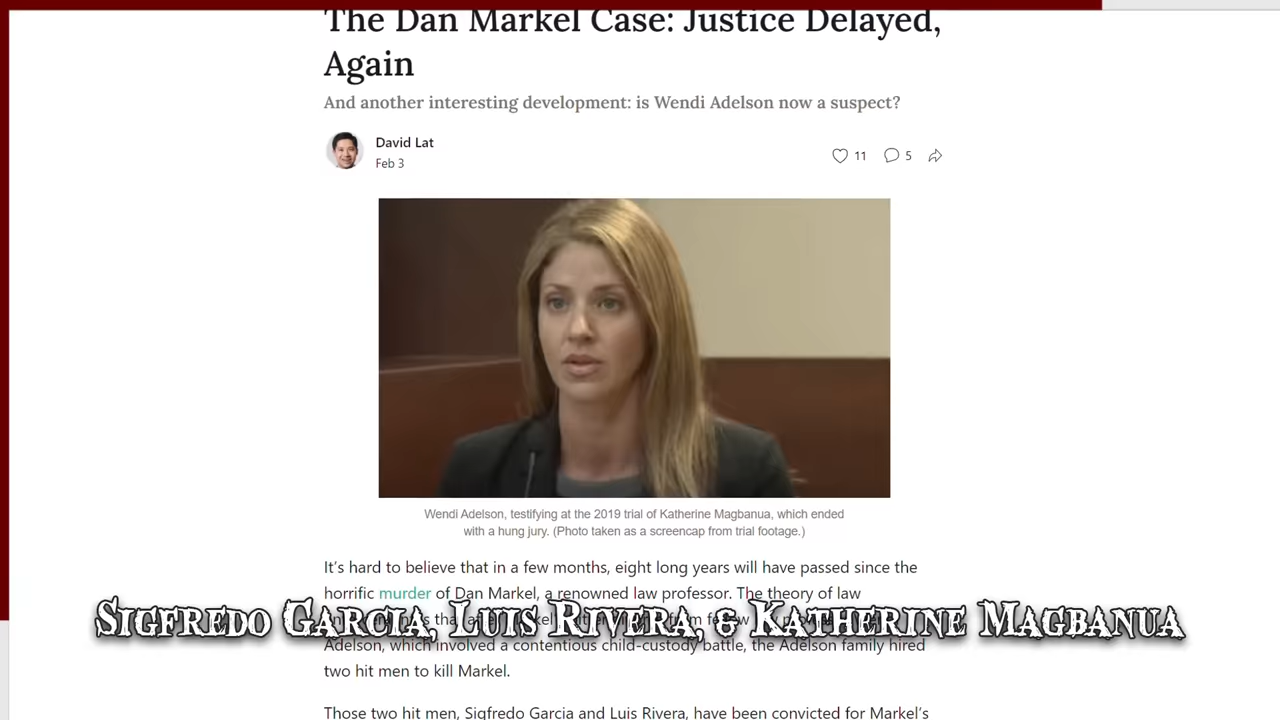 The Dan Markel Case: Justice Delayed,
Again
And another interesting development: is Wendi Adelson now a suspect?
David Lat
Feb 3
11
5
Wendi Adelson, testifying at the 2019 trial of Katherine Magbanua, which ended
with a hung jury. (Photo taken as a screencap from trial footage.)
It's hard to believe that in a few months, eight long years will have passed since the
horrific murder of Dan Markel, a renowned law professor. The theory of law
Sigfredo Garcia, Luis Rivera, & Katherine Magbanua
Adelson, which involved a contentious child-custody battle, the Adelson family hired
two hit men to kill Markel.
Those two hit men, Sigfredo Garcia and Luis Rivera, have been convicted for Markel's